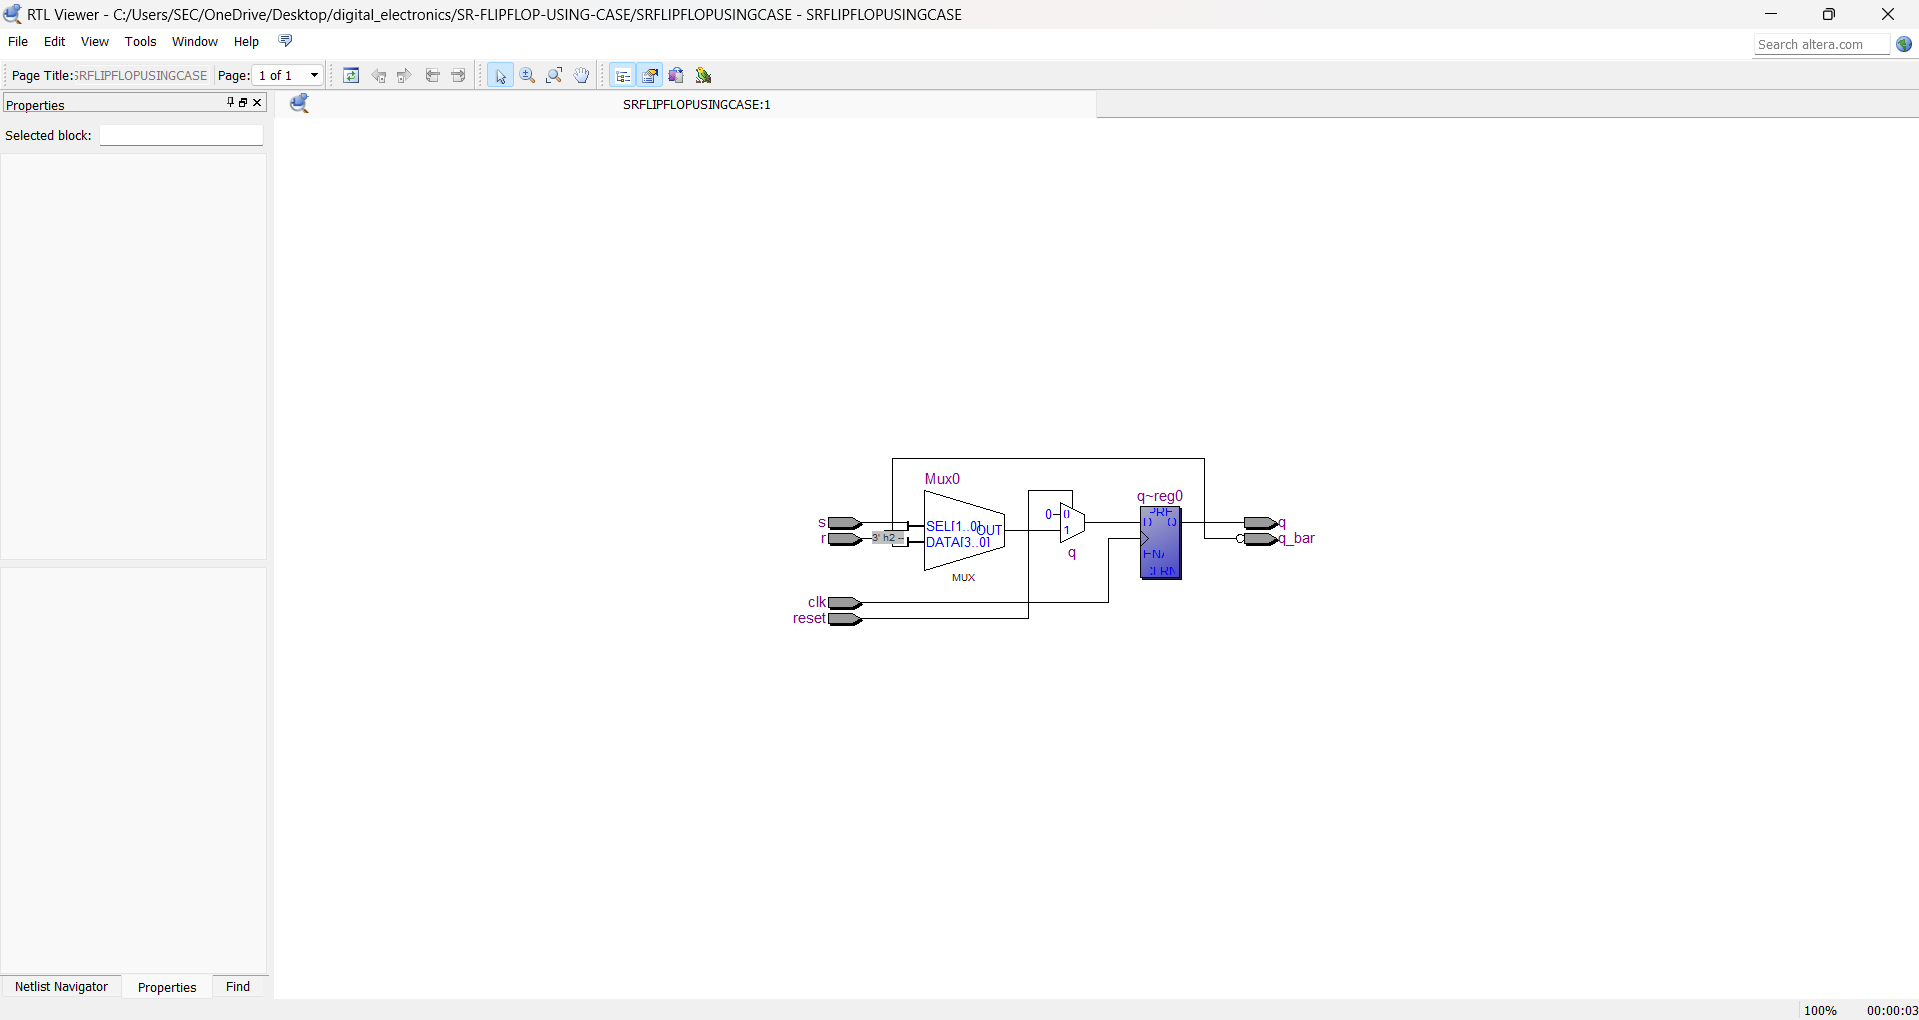 RTL Viewer - C:/Users/SEC/OneDrive/Desktop/digital_electronics/SR-FLIPFLOP-USING-CASE/SRFLIPFLOPUSINGCASE - SRFLIPFLOPUSINGCASE
File Edit View Tools Window Help
Search altera.com
Page Title: SRFLIPFLOPUSINGCASE Page: 1 of 1
Properties
SRFLIPFLOPUSINGCASE:1
Selected block:
Mux0
q~reg0
s
SEL[1..0]
OUT
0
0
1
D
PRE
Q
q
r
3' h2 --
DATA[3..0]
q
ENA
q_bar
CLRN
MUX
clk
reset
Netlist Navigator Properties Find
100% 00:00:03